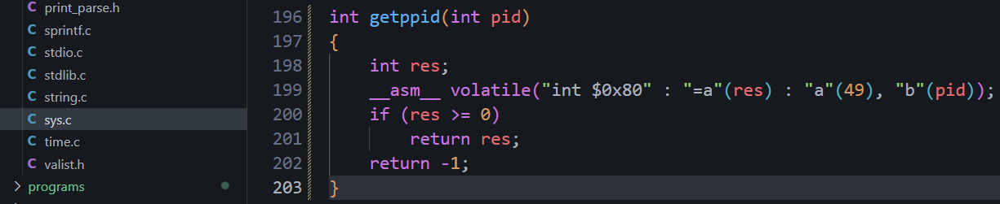 C print_parse.h
C sprintf.c
C stdio.c
C stdlib.c
C string.c
C sys.c
C time.c
C valist.h
> programs
196 int getppid(int pid)
197 {
198     int res;
199     __asm__ volatile("int $0x80" : "=a"(res) : "a"(49), "b"(pid));
200     if (res >= 0)
201         return res;
202     return -1;
203 }